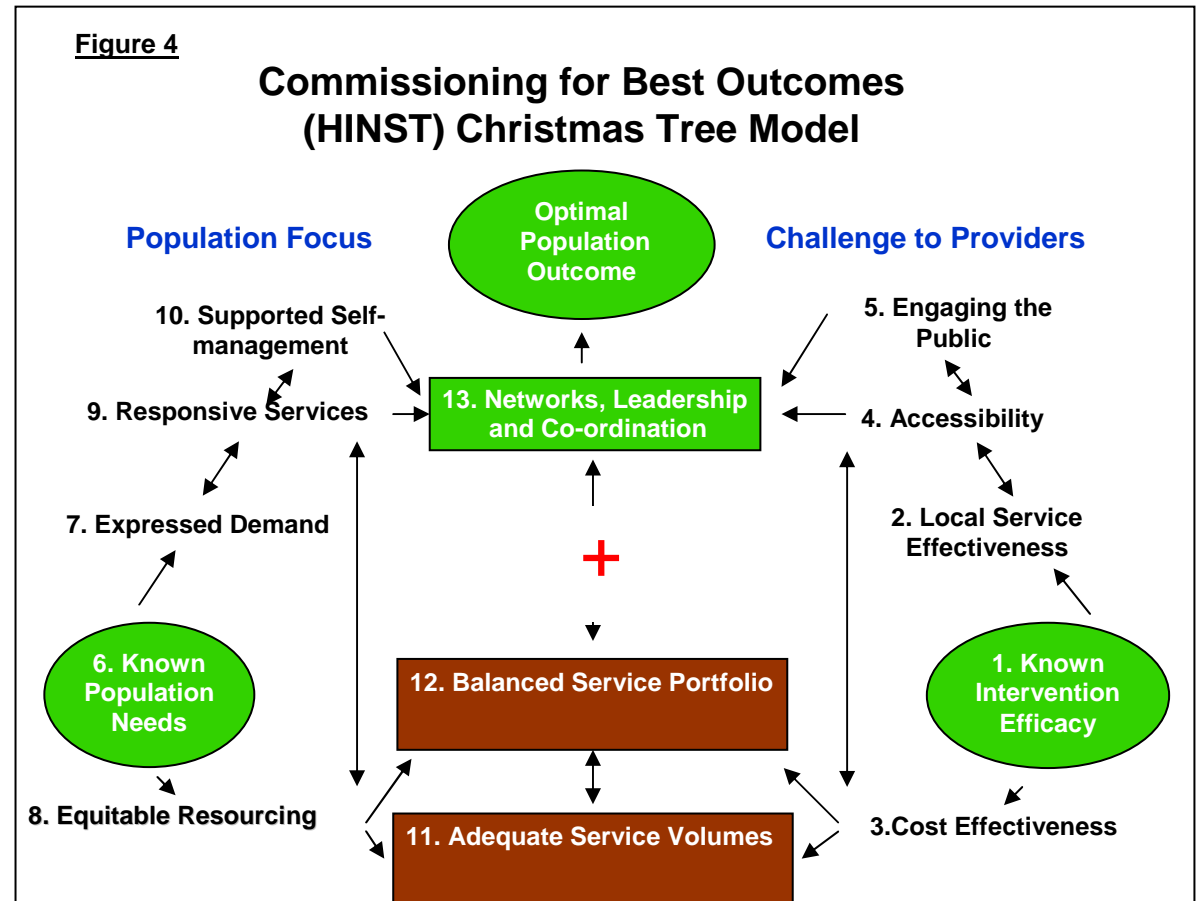 Figure 4
Commissioning for Best Outcomes
(HINST) Christmas Tree Model
Optimal
Population
Outcome
Population Focus
Challenge to Providers
10. Supported Self-
management
5. Engaging the
Public
9. Responsive Services
13. Networks, Leadership
and Co-ordination
4. Accessibility
7. Expressed Demand
2. Local Service
Effectiveness
+
6. Known
Population
Needs
12. Balanced Service Portfolio
1. Known
Intervention
Efficacy
8. Equitable Resourcing
11. Adequate Service Volumes
3.Cost Effectiveness